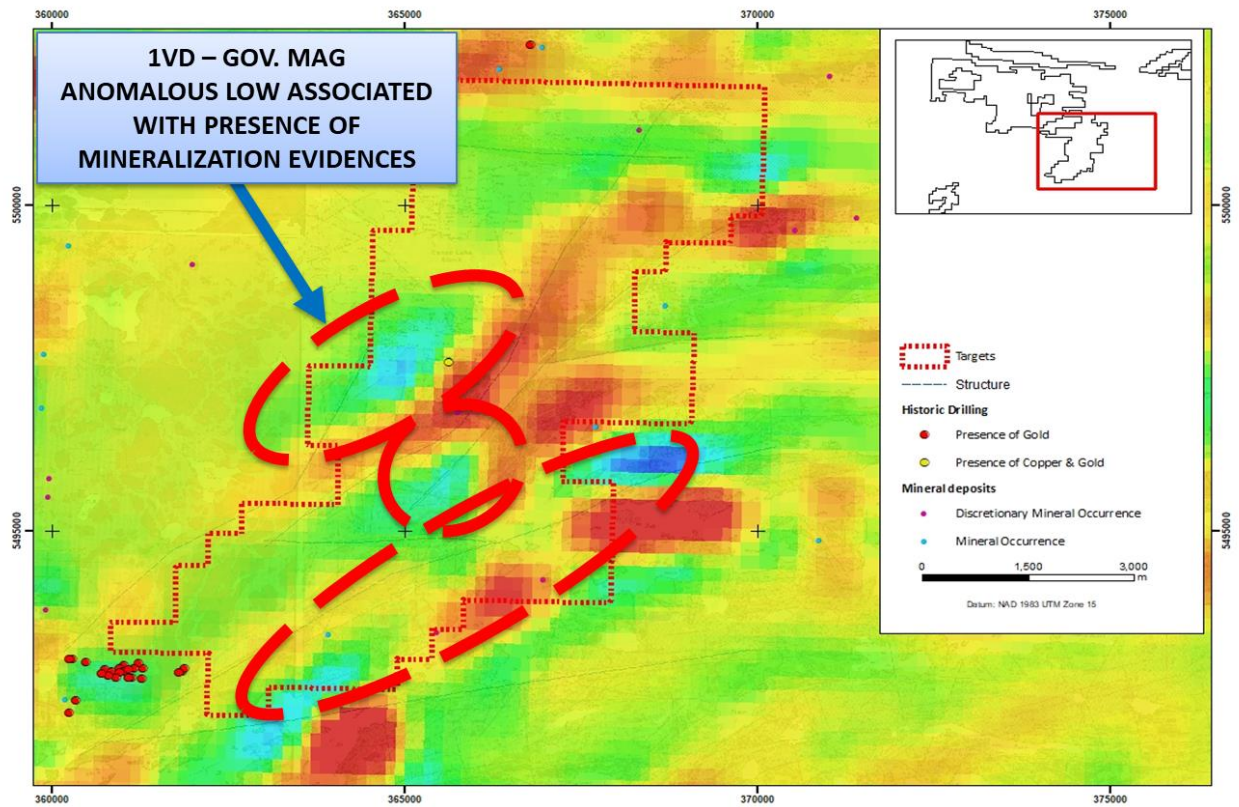 360000 365000 370000 375000
1VD – GOV. MAG
ANOMALOUS LOW ASSOCIATED
WITH PRESENCE OF
MINERALIZATION EVIDENCES
5500000 5500000
5495000 5495000
Targets
Structure
Historic Drilling
Presence of Gold
Presence of Copper & Gold
Mineral deposits
Discretionary Mineral Occurrence
Mineral Occurrence
0 1,500 3,000
m
Datum: NAD 1983 UTM Zone 15
360000 365000 370000 375000